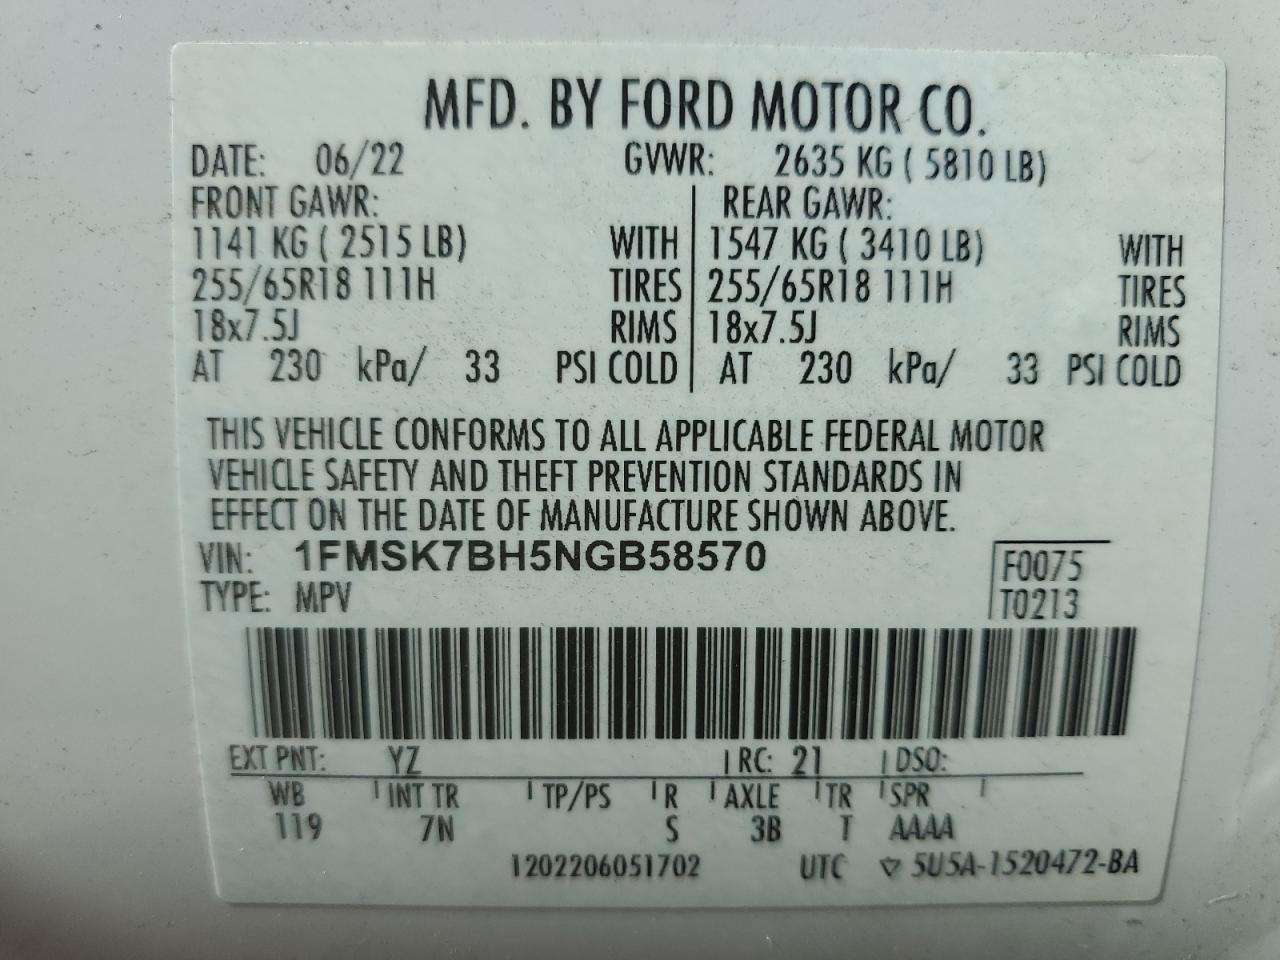 MFD. BY FORD MOTOR CO.
DATE: 06/22 GVWR: 2635 KG ( 5810 LB)
FRONT GAWR: REAR GAWR:
1141 KG ( 2515 LB) WITH 1547 KG ( 3410 LB) WITH
255/65R18 111H TIRES 255/65R18 111H TIRES
18x7.5J RIMS 18x7.5J RIMS
AT 230 kPa/ 33 PSI COLD AT 230 kPa/ 33 PSI COLD
THIS VEHICLE CONFORMS TO ALL APPLICABLE FEDERAL MOTOR
VEHICLE SAFETY AND THEFT PREVENTION STANDARDS IN
EFFECT ON THE DATE OF MANUFACTURE SHOWN ABOVE.
VIN: 1FMSK7BH5NGB58570 F0075
TYPE: MPV T0213
EXT PNT: YZ RC: 21 DSO:
WB INT TR TP/PS R AXLE TR SPR
119 7N S 3B T AAAA
1202206051702 UTC ▽ 5U5A-1520472-BA